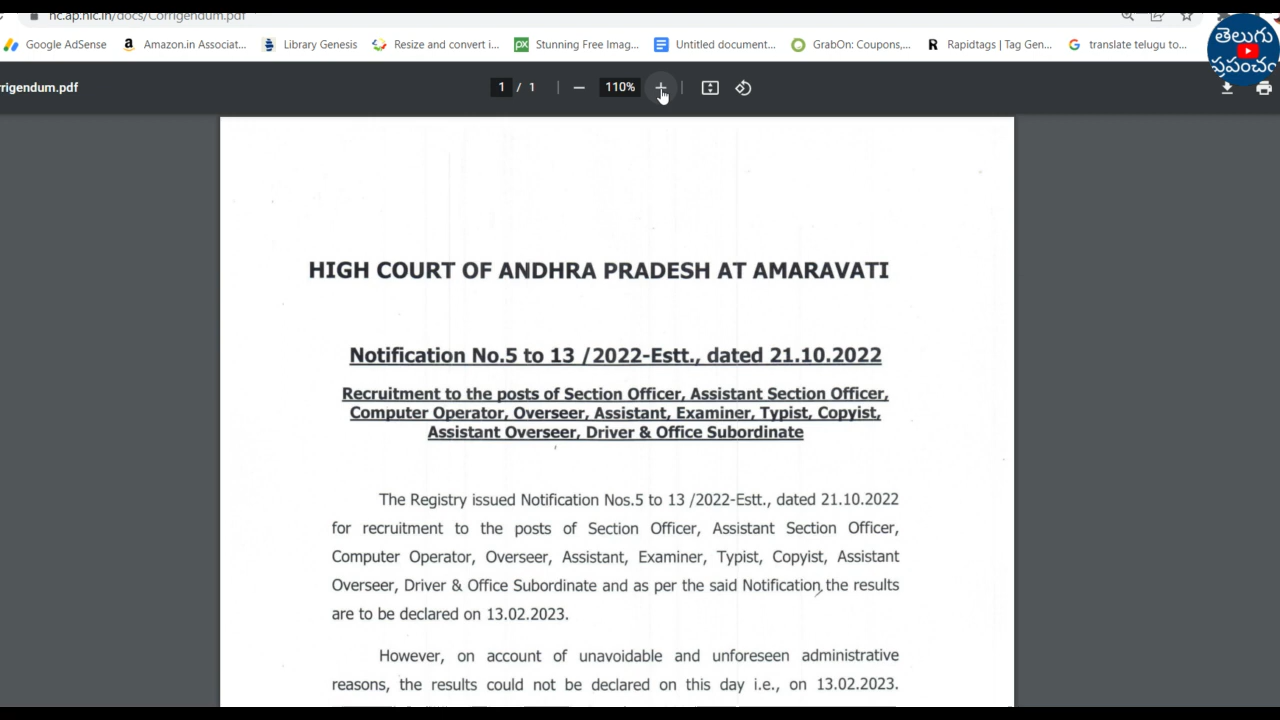 hc.ap.nic.in/docs/Corrigendum.pdf
Google AdSense Amazon.in Associat... Library Genesis Resize and convert i... Stunning Free Imag... Untitled document... GrabOn: Coupons,... Rapidtags | Tag Gen... translate telugu to...
తెలుగు
ప్రపంచం
rrigendum.pdf 1 / 1 110%
HIGH COURT OF ANDHRA PRADESH AT AMARAVATI
Notification No.5 to 13 /2022-Estt., dated 21.10.2022
Recruitment to the posts of Section Officer, Assistant Section Officer,
Computer Operator, Overseer, Assistant, Examiner, Typist, Copyist,
Assistant Overseer, Driver & Office Subordinate
The Registry issued Notification Nos.5 to 13 /2022-Estt., dated 21.10.2022
for recruitment to the posts of Section Officer, Assistant Section Officer,
Computer Operator, Overseer, Assistant, Examiner, Typist, Copyist, Assistant
Overseer, Driver & Office Subordinate and as per the said Notification, the results
are to be declared on 13.02.2023.
However, on account of unavoidable and unforeseen administrative
reasons, the results could not be declared on this day i.e., on 13.02.2023.